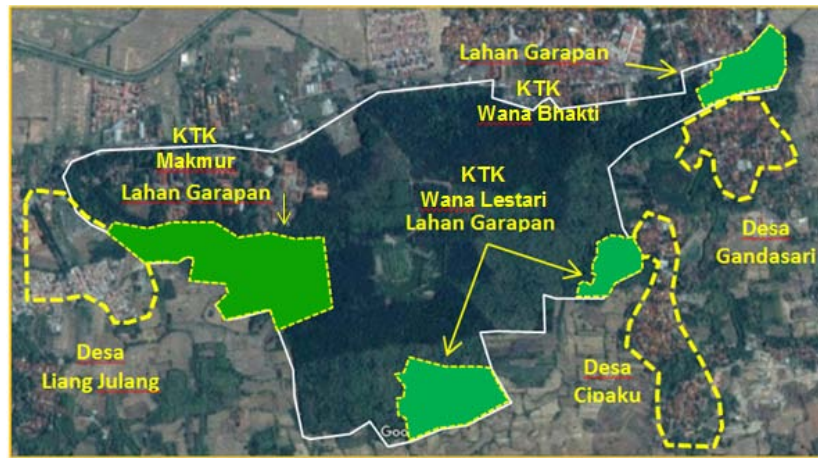 Lahan Garapan
KTK
Wana Bhakti
KTK
Makmur
Lahan Garapan
KTK
Wana Lestari
Lahan Garapan
Desa
Gandasari
Desa
Liang Julang
Desa
Cipaku
Goo